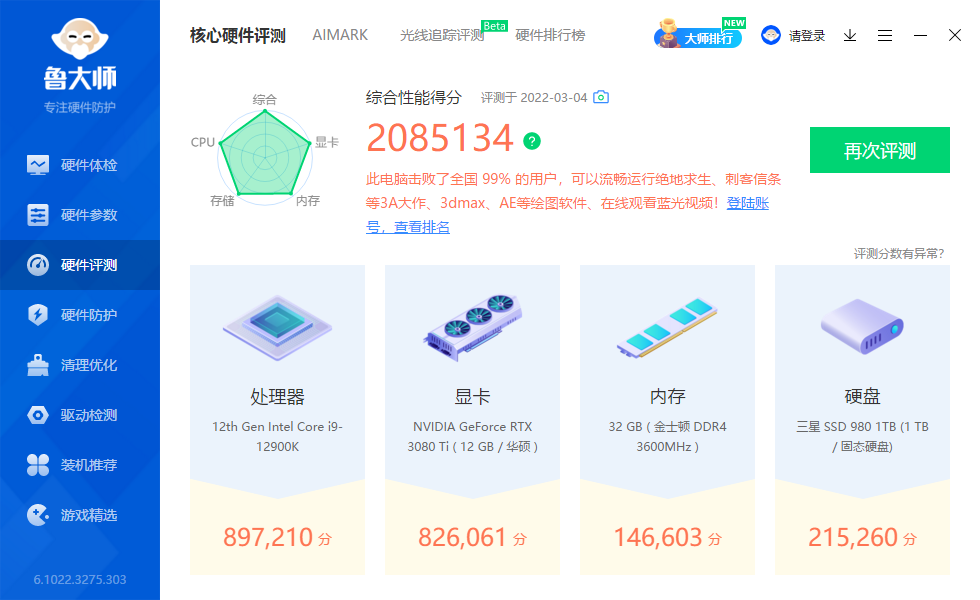 鲁大师
专注硬件防护
硬件体检
硬件参数
硬件评测
硬件防护
清理优化
驱动检测
装机推荐
游戏精选
6.1022.3275.303
核心硬件评测 AIMARK 光线追踪评测 Beta 硬件排行榜 大师排行 NEW 请登录
综合
CPU
显卡
存储
内存
综合性能得分 评测于 2022-03-04
2085134 ?
此电脑击败了全国 99% 的用户，可以流畅运行绝地求生、刺客信条
等3A大作、3dmax、AE等绘图软件、在线观看蓝光视频！登陆账
号，查看排名
再次评测
评测分数有异常?
处理器
12th Gen Intel Core i9-
12900K
897,210 分
显卡
NVIDIA GeForce RTX
3080 Ti ( 12 GB / 华硕 )
826,061 分
内存
32 GB ( 金士顿 DDR4
3600MHz )
146,603 分
硬盘
三星 SSD 980 1TB (1 TB
/ 固态硬盘)
215,260 分